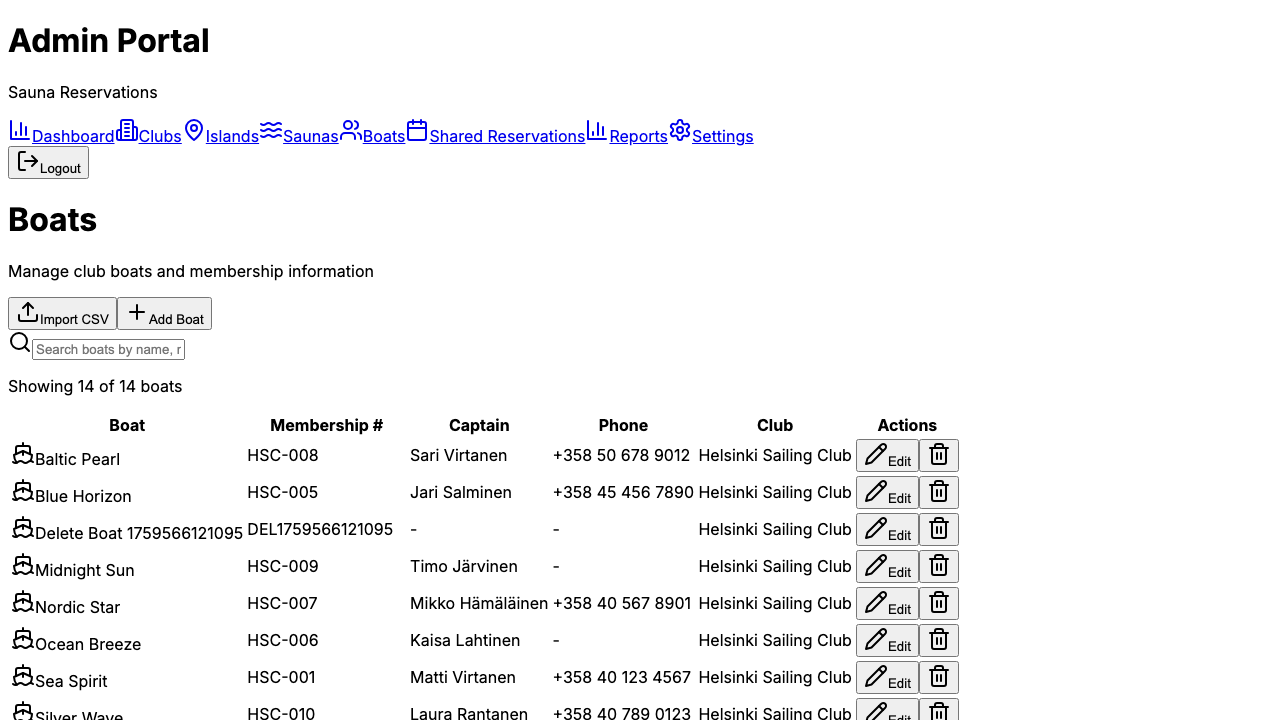 Admin Portal
Sauna Reservations
Dashboard Clubs Islands Saunas Boats Shared Reservations Reports Settings
Logout
Boats
Manage club boats and membership information
Import CSV Add Boat
Search boats by name, r
Showing 14 of 14 boats
Boat Membership # Captain Phone Club Actions
Baltic Pearl HSC-008 Sari Virtanen +358 50 678 9012 Helsinki Sailing Club Edit
Blue Horizon HSC-005 Jari Salminen +358 45 456 7890 Helsinki Sailing Club Edit
Delete Boat 1759566121095 DEL1759566121095 - - Helsinki Sailing Club Edit
Midnight Sun HSC-009 Timo Järvinen - Helsinki Sailing Club Edit
Nordic Star HSC-007 Mikko Hämäläinen +358 40 567 8901 Helsinki Sailing Club Edit
Ocean Breeze HSC-006 Kaisa Lahtinen - Helsinki Sailing Club Edit
Sea Spirit HSC-001 Matti Virtanen +358 40 123 4567 Helsinki Sailing Club Edit
Silver Wave HSC-010 Laura Rantanen +358 40 789 0123 Helsinki Sailing Club Edit